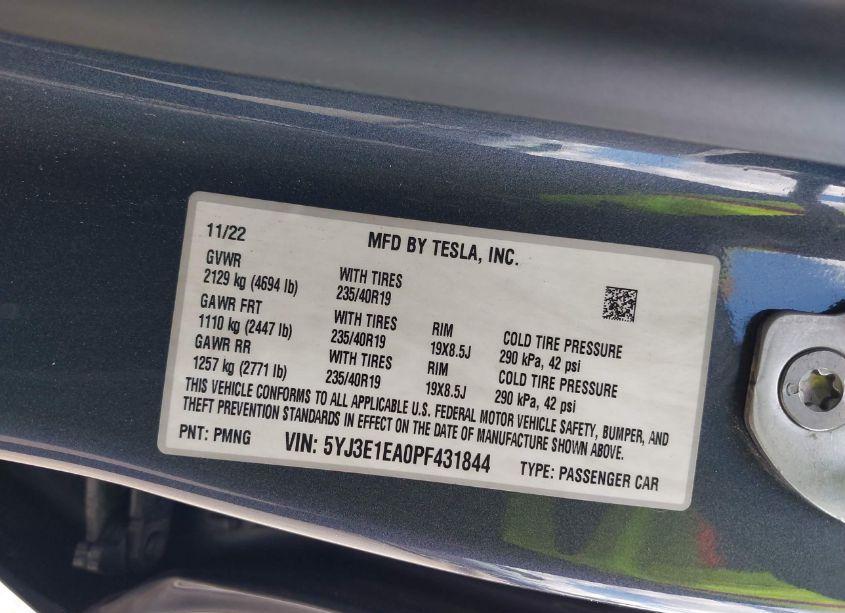 11/22 MFD BY TESLA, INC.
GVWR
2129 kg (4694 lb) WITH TIRES 235/40R19
GAWR FRT
1110 kg (2447 lb) WITH TIRES 235/40R19 RIM 19X8.5J COLD TIRE PRESSURE 290 kPa, 42 psi
GAWR RR
1257 kg (2771 lb) WITH TIRES 235/40R19 RIM 19X8.5J COLD TIRE PRESSURE 290 kPa, 42 psi
THIS VEHICLE CONFORMS TO ALL APPLICABLE U.S. FEDERAL MOTOR VEHICLE SAFETY, BUMPER, AND
THEFT PREVENTION STANDARDS IN EFFECT ON THE DATE OF MANUFACTURE SHOWN ABOVE.
PNT: PMNG VIN: 5YJ3E1EA0PF431844 TYPE: PASSENGER CAR